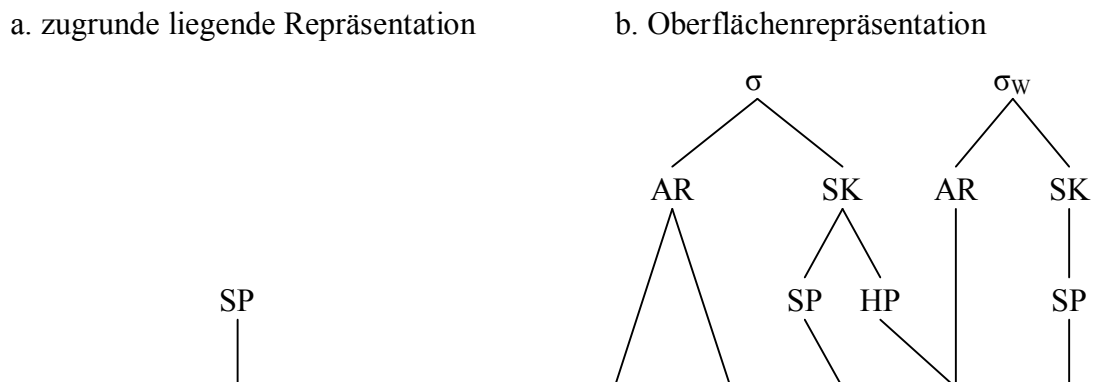 a. zugrunde liegende Repräsentation b. Oberflächenrepräsentation
σ σW
AR SK AR SK
SP SP HP SP